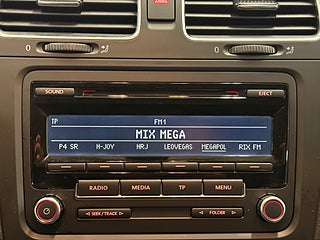 SOUND EJECT
TP FM1
MIX MEGA
P4 SR N-JOY NRJ LEOVEGAS MEGAPOL RIX FM
RADIO MEDIA TP MENU
SEEK/TRACK FOLDER